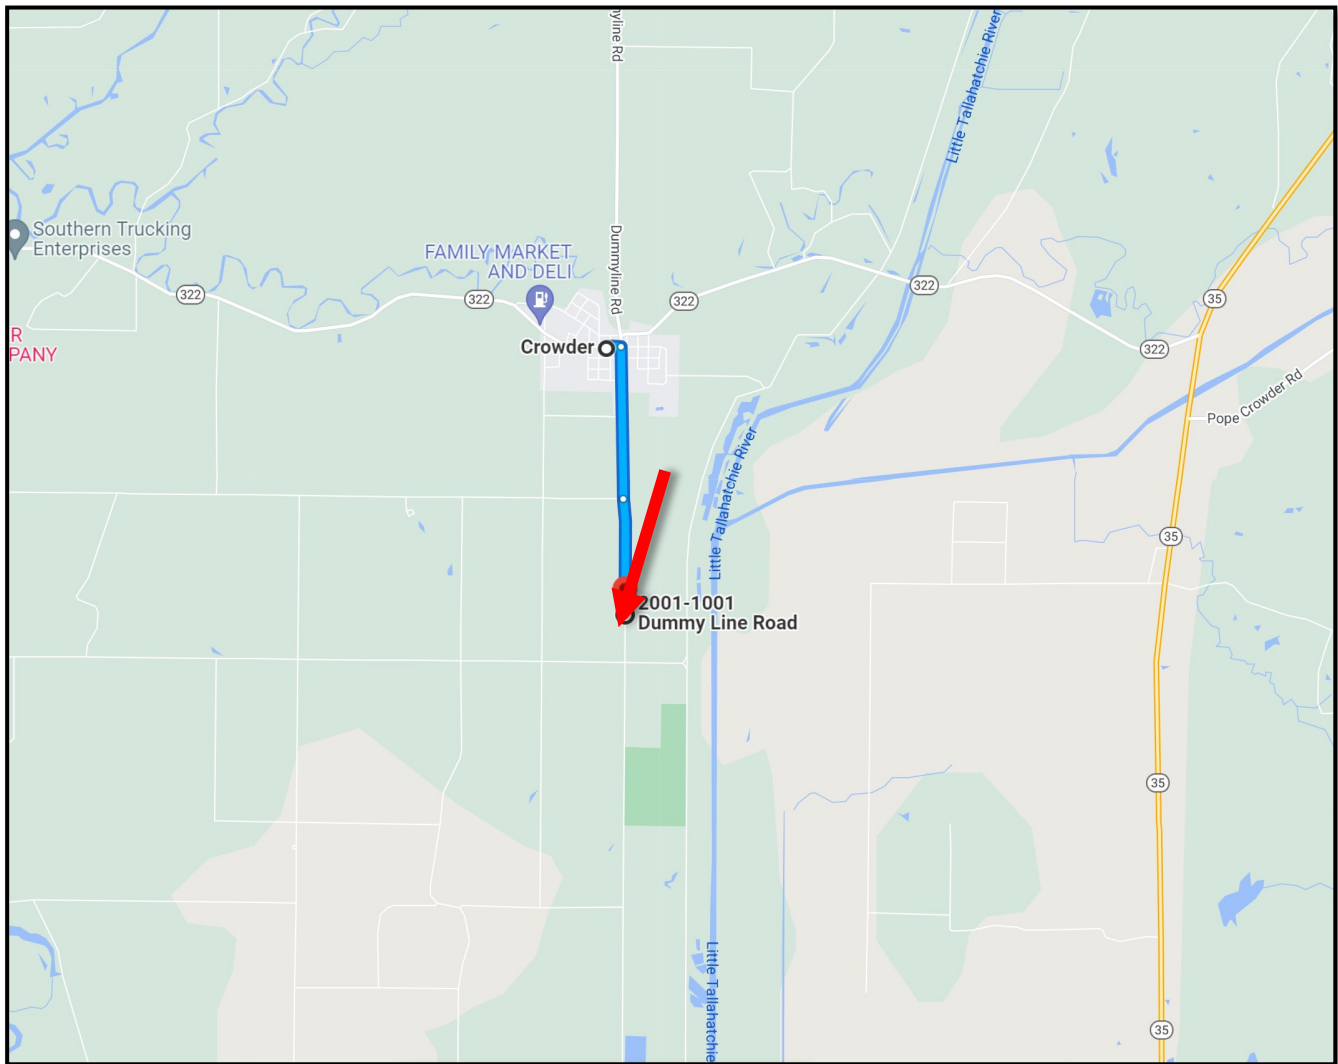 yline Rd
Little Tallahatchie River
Southern Trucking
Enterprises
FAMILY MARKET
AND DELI
Dummyline Rd
322
322
322
322
35
322
R
PANY
Crowder
Pope Crowder Rd
Little Tallahatchie River
35
2001-1001
Dummy Line Road
35
Little Tallahatchie
35